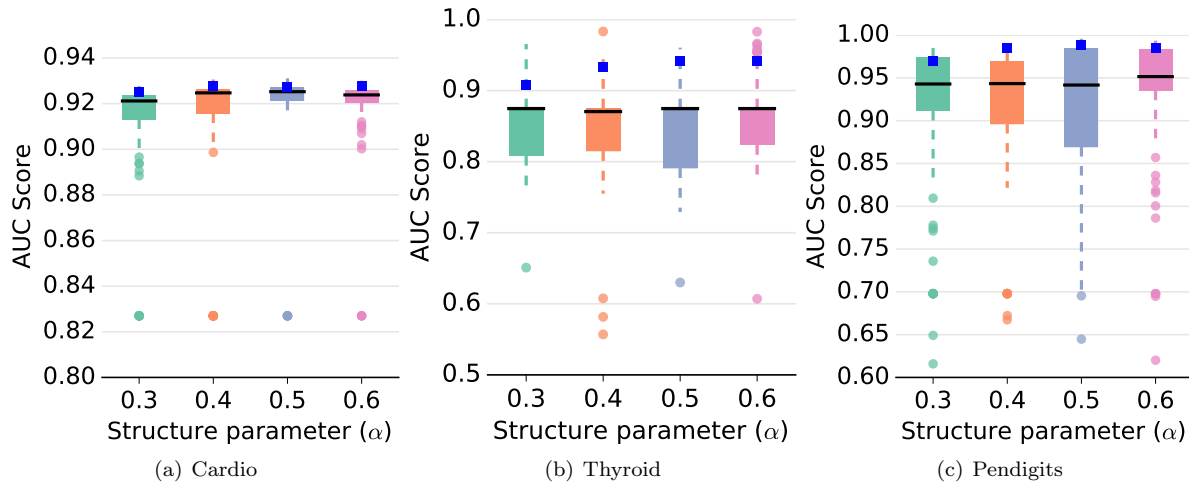 AUC Score
0.94
0.92
0.90
0.88
0.86
0.84
0.82
0.80
0.3 0.4 0.5 0.6
Structure parameter (α)
(a) Cardio
AUC Score
1.0
0.9
0.8
0.7
0.6
0.5
0.3 0.4 0.5 0.6
Structure parameter (α)
(b) Thyroid
AUC Score
1.00
0.95
0.90
0.85
0.80
0.75
0.70
0.65
0.60
0.3 0.4 0.5 0.6
Structure parameter (α)
(c) Pendigits